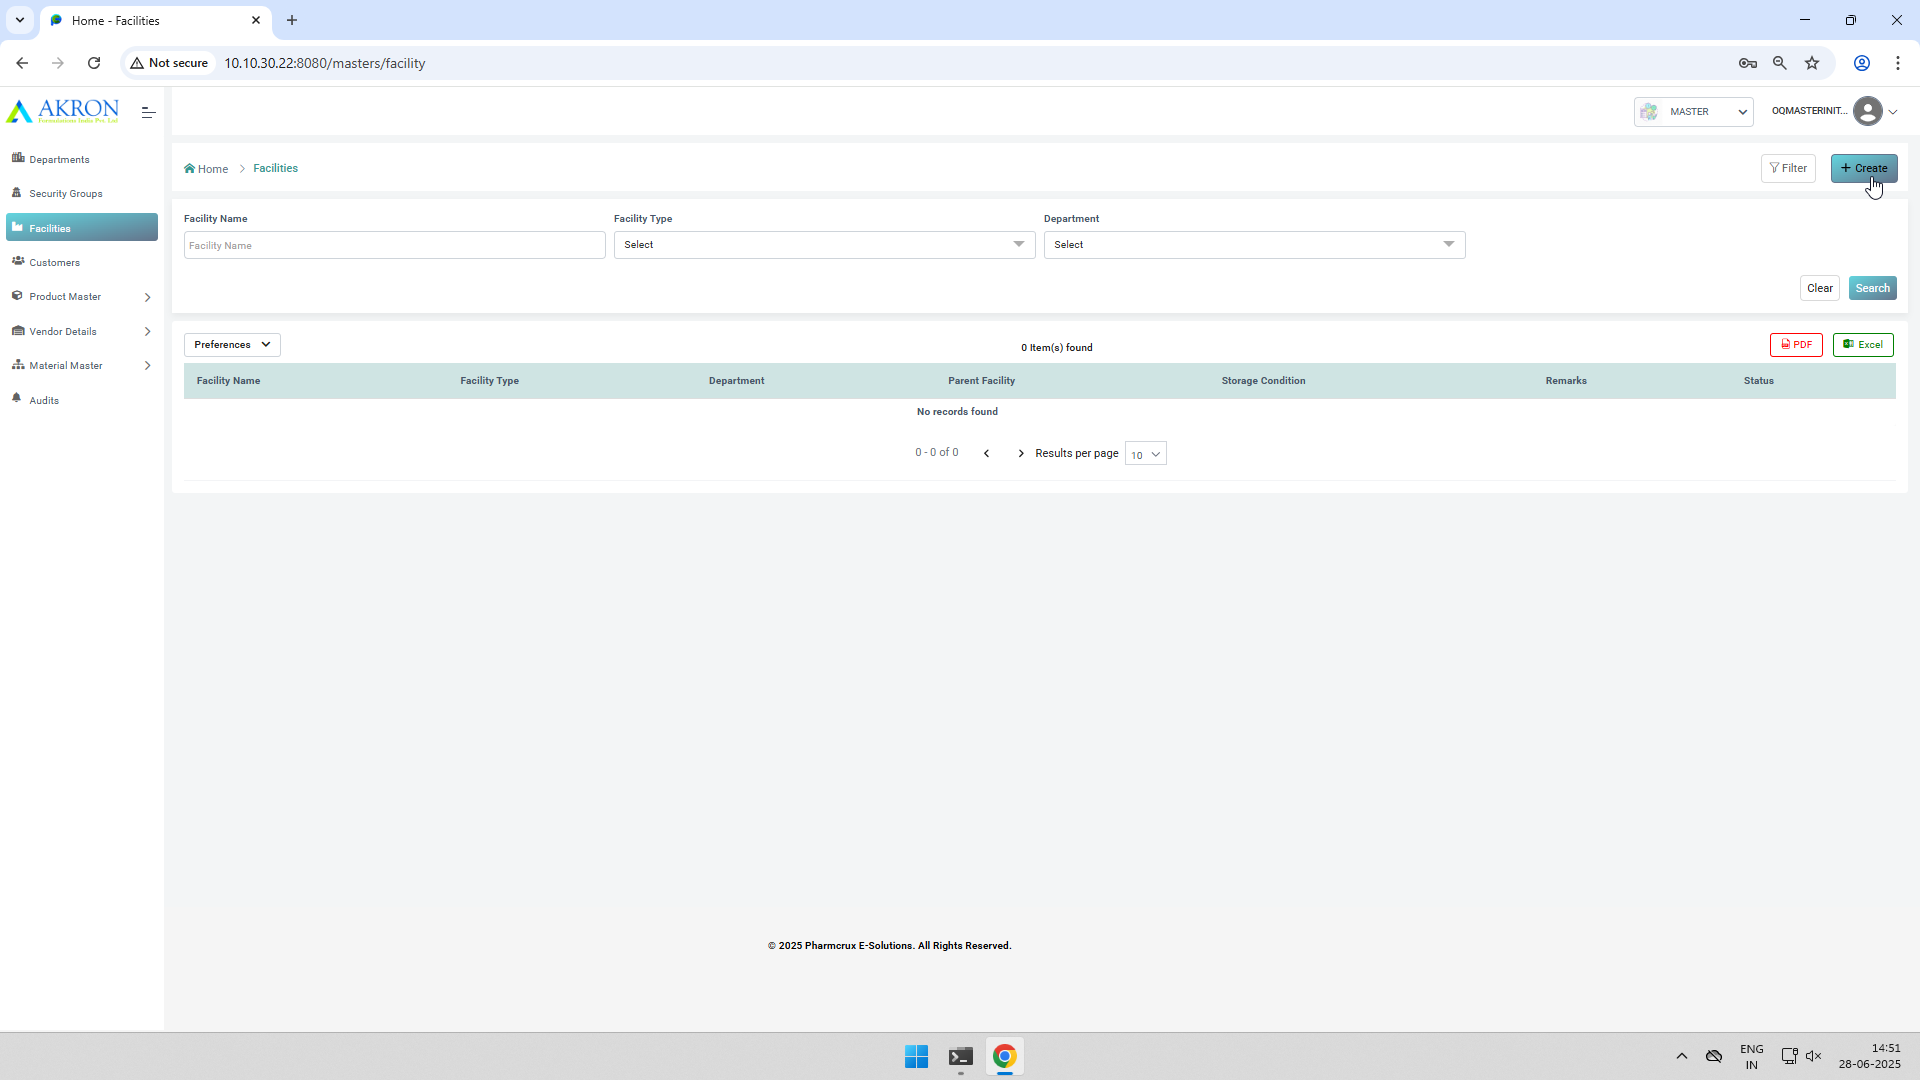 Home - Facilities
Not secure
10.10.30.22:8080/masters/facility
AKRON
Formulations India Pvt. Ltd
MASTER
OQMASTERINIT...
Departments
Security Groups
Facilities
Customers
Product Master
Vendor Details
Material Master
Audits
Home > Facilities
Filter
+ Create
Facility Name
Facility Type
Department
Facility Name
Select
Select
Clear
Search
Preferences
0 Item(s) found
PDF
Excel
Facility Name
Facility Type
Department
Parent Facility
Storage Condition
Remarks
Status
No records found
0 - 0 of 0
Results per page
10
© 2025 Pharmcrux E-Solutions. All Rights Reserved.
ENG
IN
14:51
28-06-2025